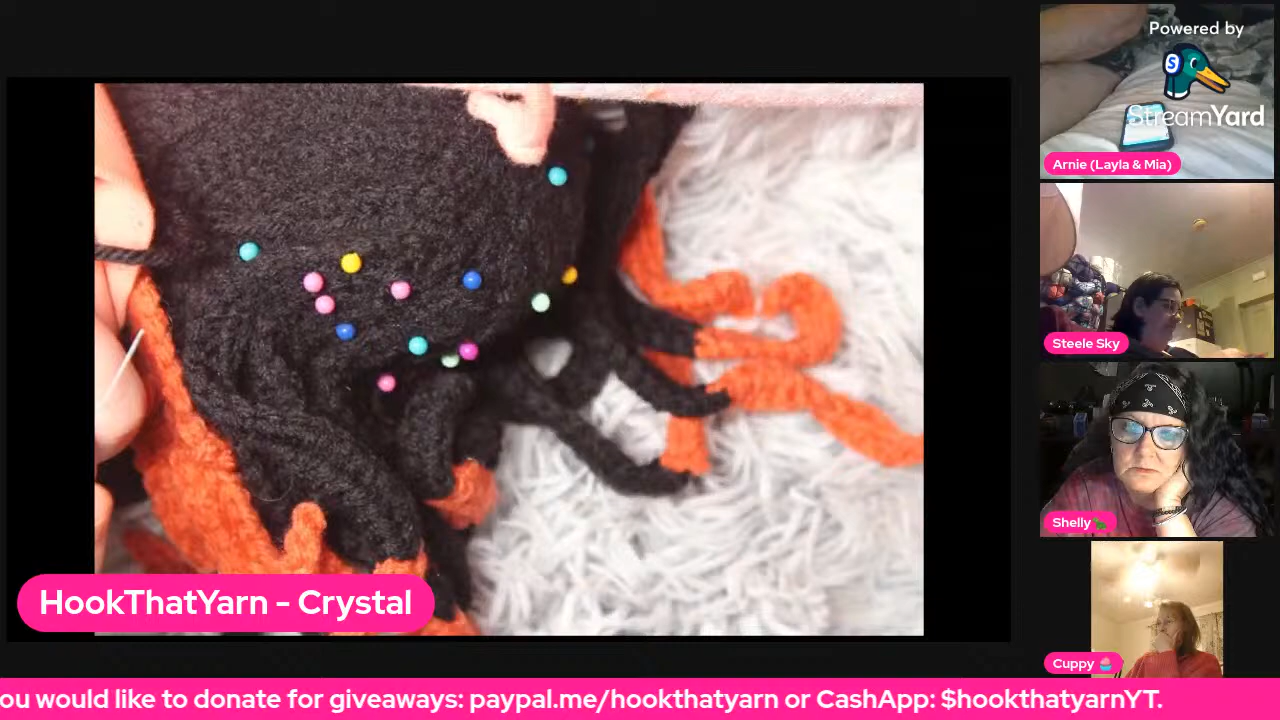 Powered by
StreamYard
Arnie (Layla & Mia)
Steele Sky
Shelly
Cuppy
HookThatYarn - Crystal
ou would like to donate for giveaways: paypal.me/hookthatyarn or CashApp: $hookthatyarnYT.